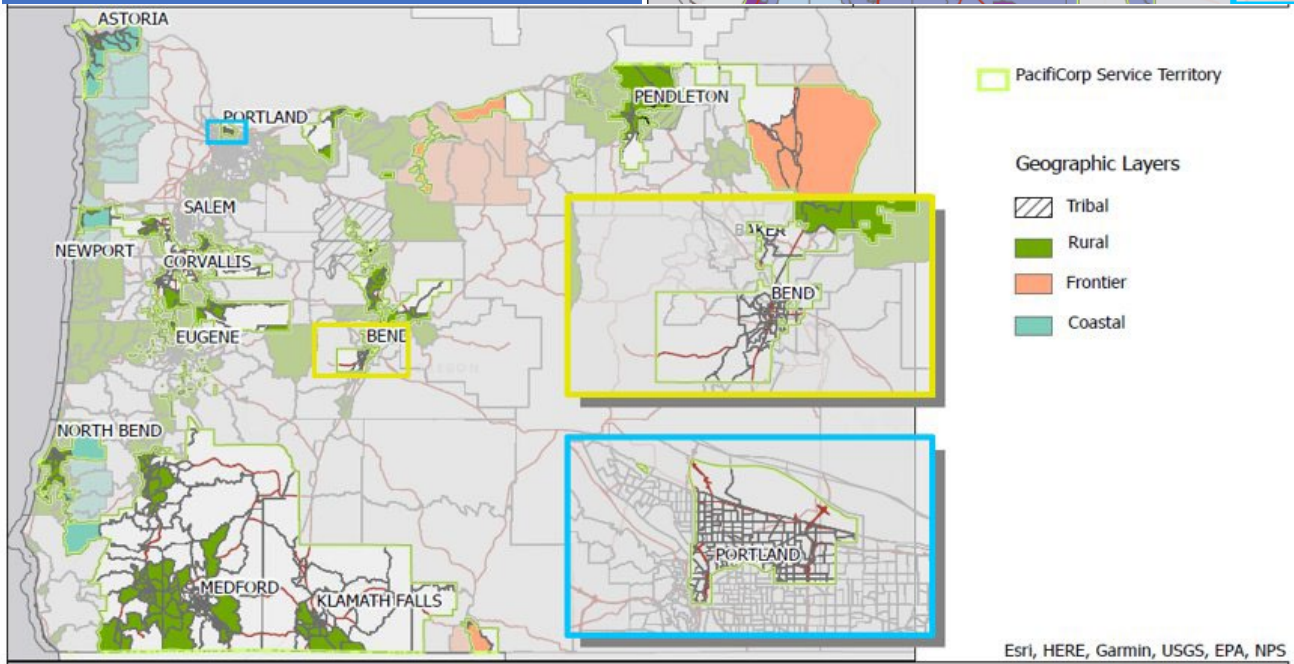 ASTORIA
PORTLAND
PENDLETON
SALEM
NEWPORT
CORVALLIS
EUGENE
BEND
NORTH BEND
MEDFORD
KLAMATH FALLS
BAKER
BEND
PORTLAND
PacifiCorp Service Territory
Geographic Layers
Tribal
Rural
Frontier
Coastal
Esri, HERE, Garmin, USGS, EPA, NPS